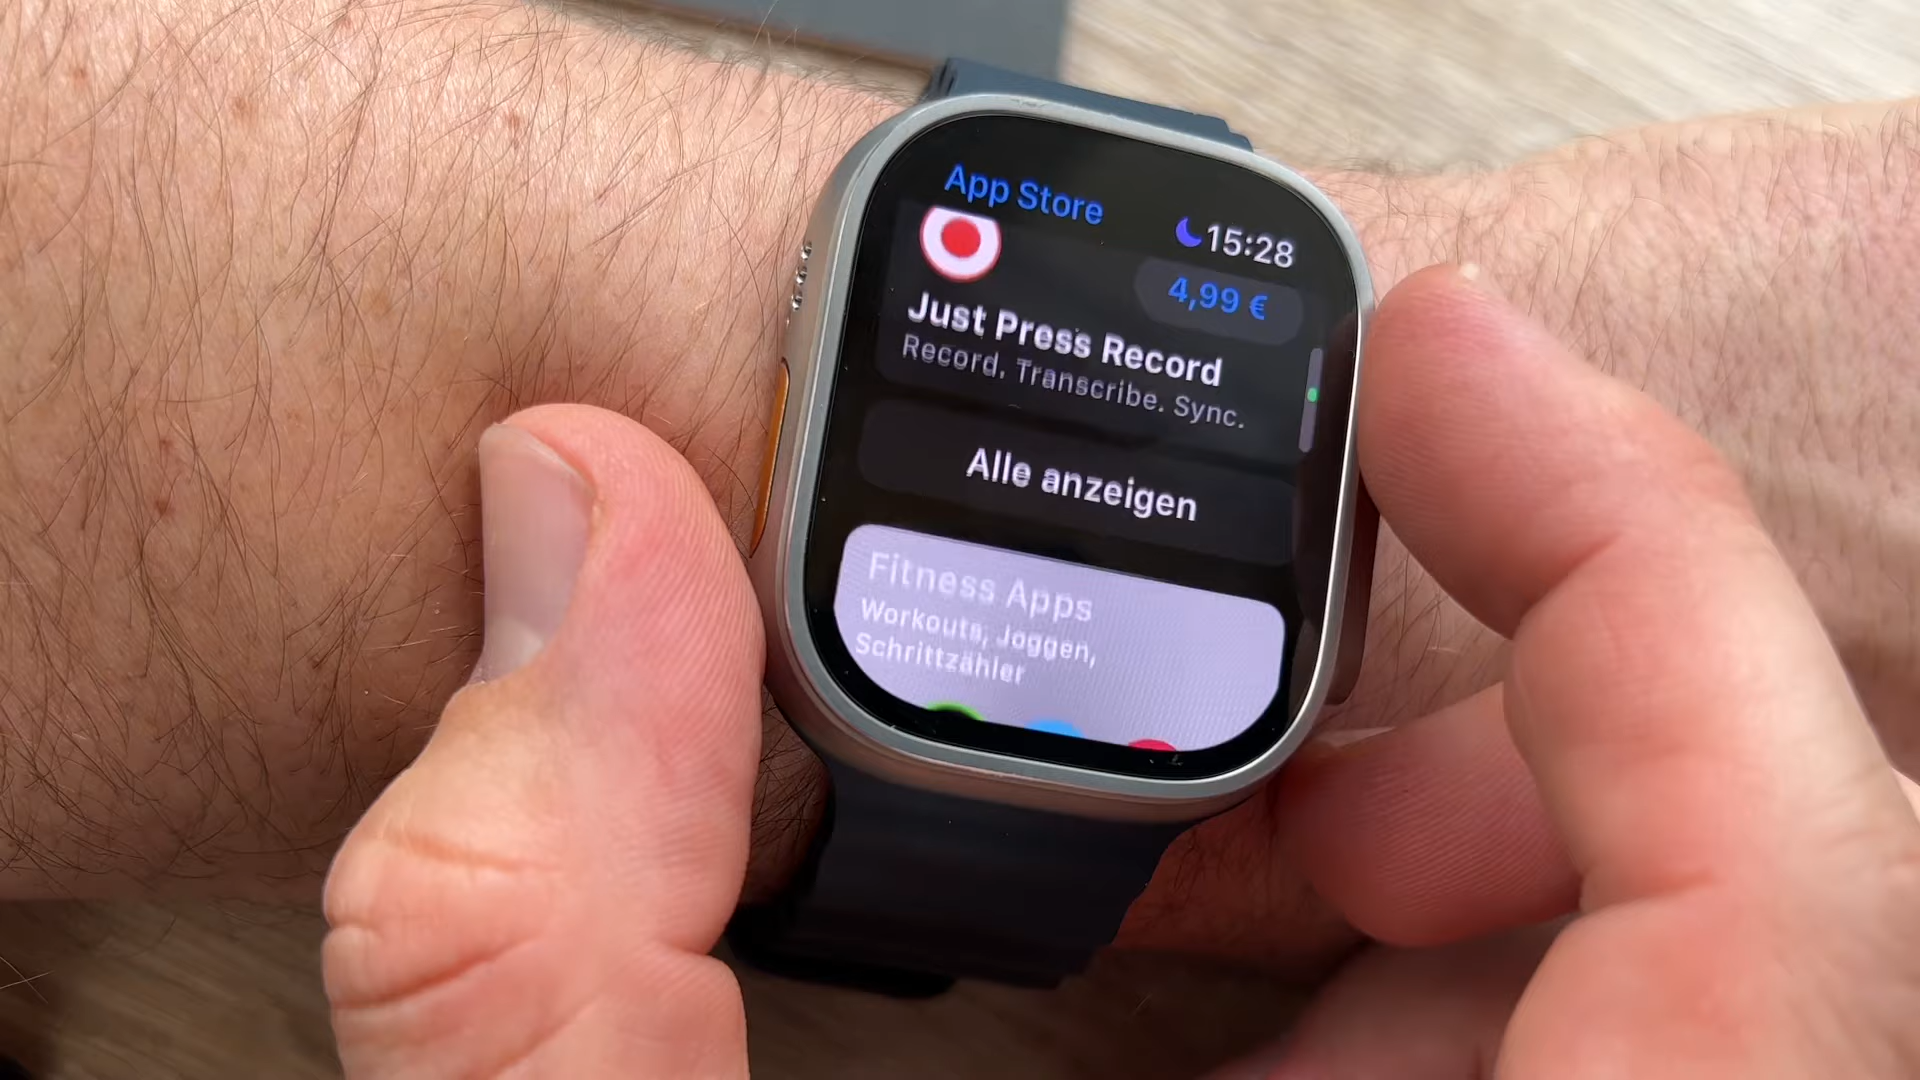 App Store
15:28
4,99 €
Just Press Record
Record. Transcribe. Sync.
Alle anzeigen
Fitness Apps
Workouts, Joggen,
Schrittzähler